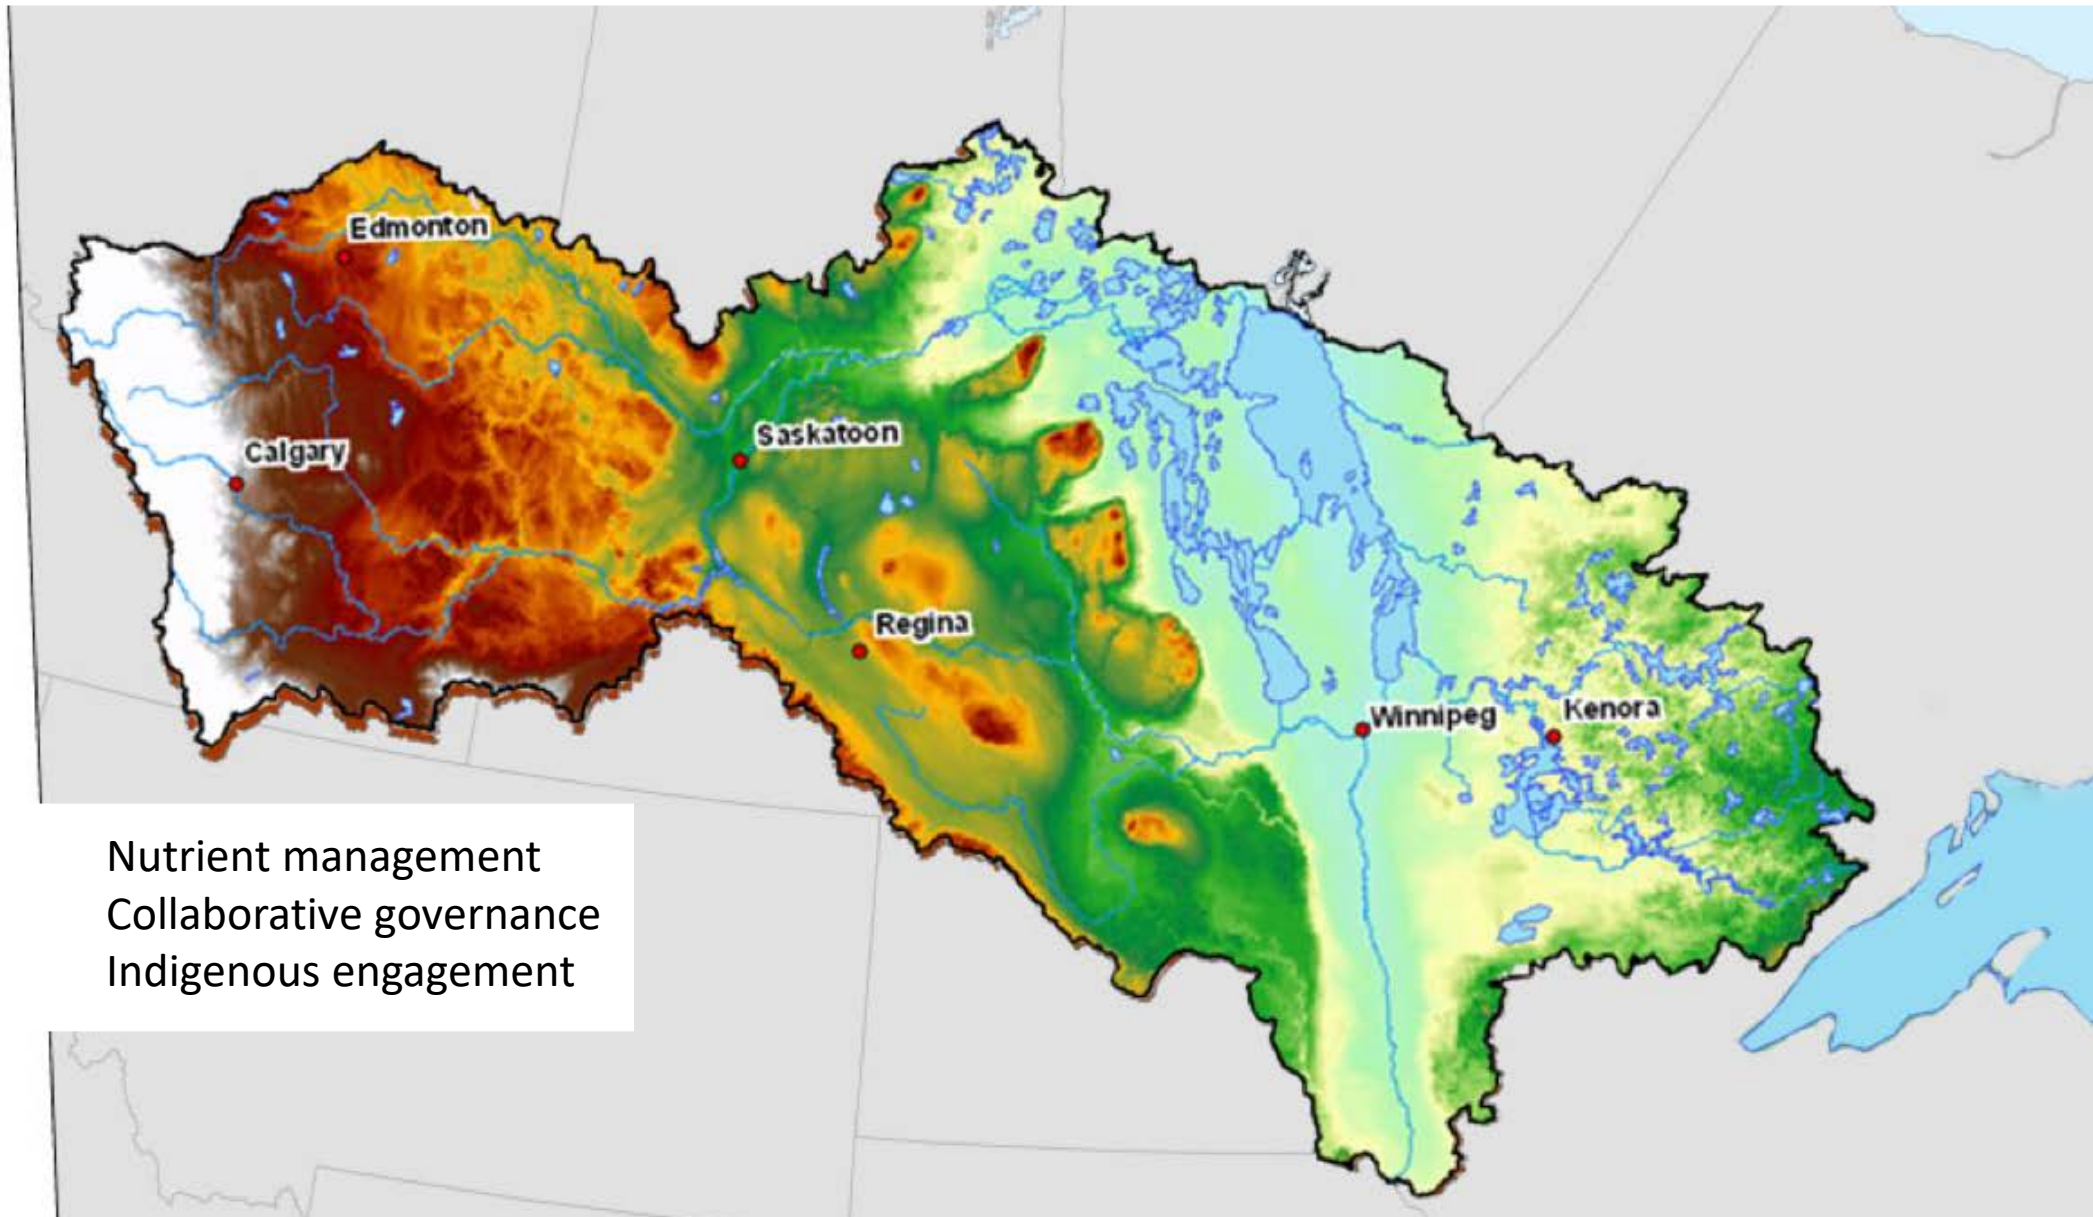 Edmonton
Calgary
Saskatoon
Regina
Winnipeg
Kenora
Nutrient management
Collaborative governance
Indigenous engagement